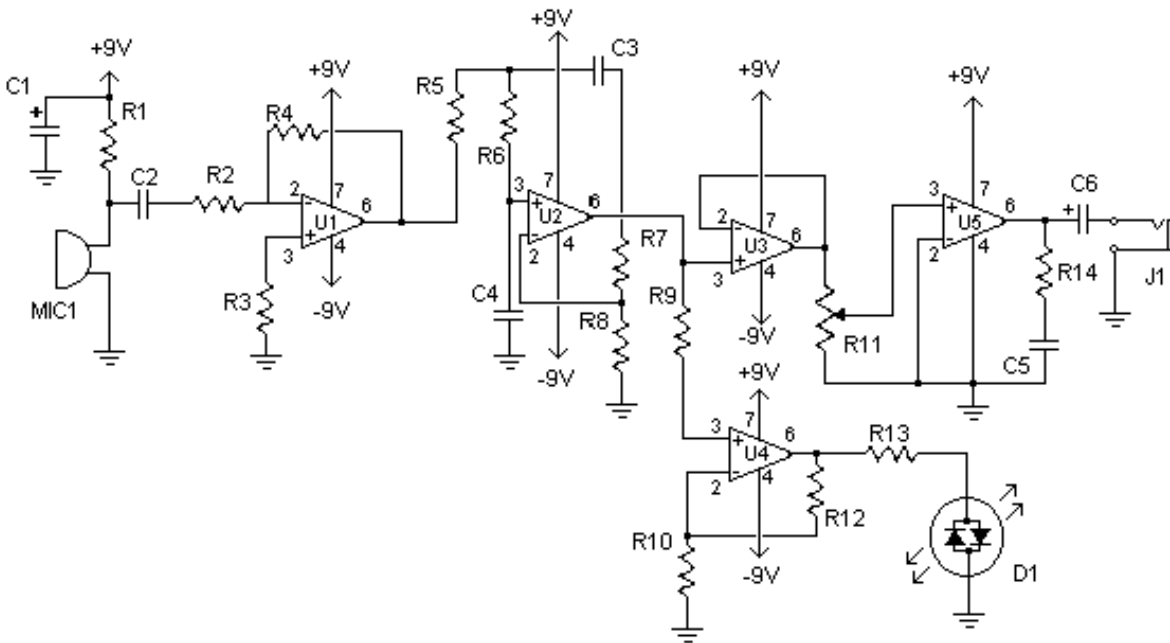 +9V
C1
+
R1
C2
MIC1
R2
R3
R4
+9V
2
-
7
U1
6
+
3
4
-9V
R5
R6
+9V
C3
3
+
7
6
U2
-
2
4
-9V
C4
R7
R8
R9
+9V
2
-
7
U3
6
+
3
4
-9V
R11
+9V
3
+
7
U5
6
-
2
4
C6
+
R14
C5
J1
+9V
3
+
7
U4
6
-
2
4
-9V
R10
R12
R13
D1